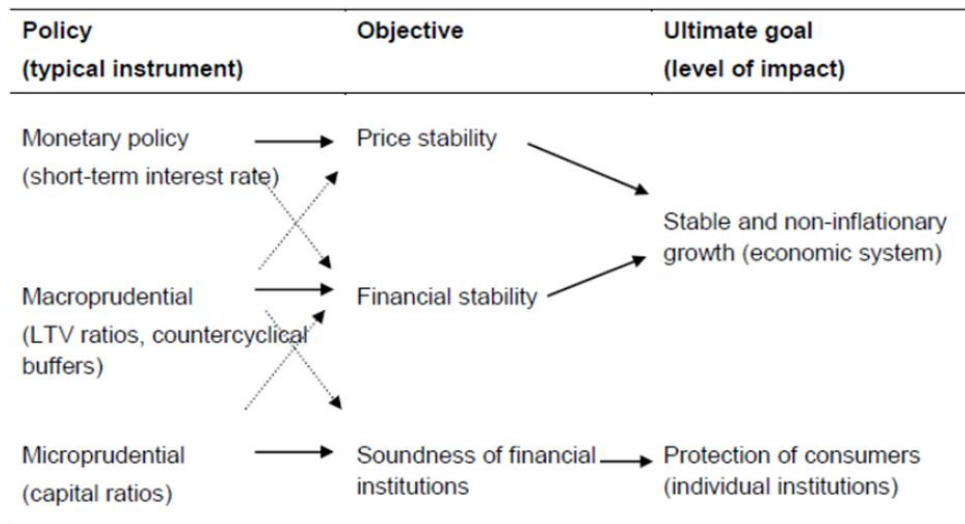 Policy
(typical instrument)
Objective
Ultimate goal
(level of impact)
Monetary policy
(short-term interest rate)
Price stability
Stable and non-inflationary
growth (economic system)
Macroprudential
(LTV ratios, countercyclical
buffers)
Financial stability
Microprudential
(capital ratios)
Soundness of financial
institutions
Protection of consumers
(individual institutions)